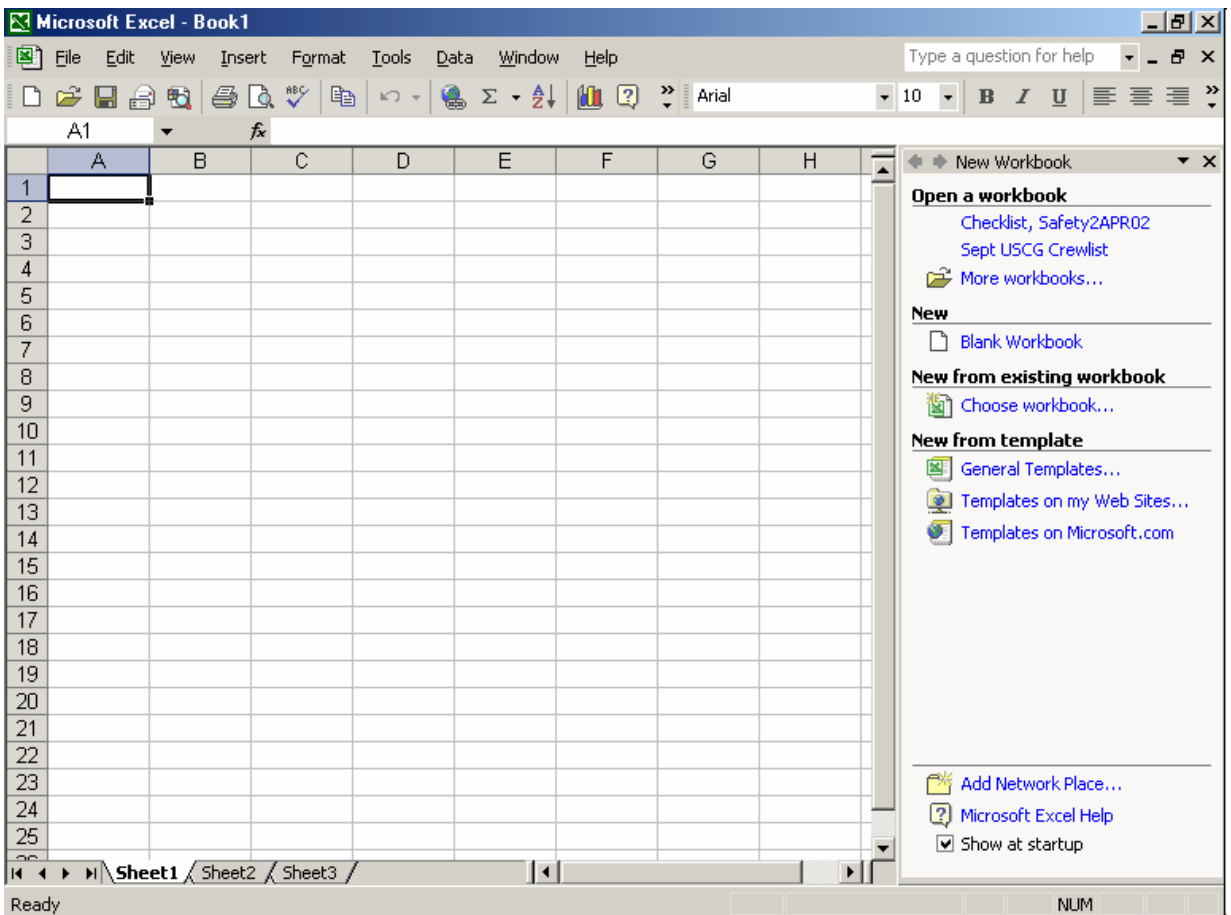 Microsoft Excel - Book1
File Edit View Insert Format Tools Data Window Help Type a question for help
ABC Σ A Z ? » Arial 10 B I U »
A1 fx
A B C D E F G H
New Workbook
1
2
3
4
5
6
7
8
9
10
11
12
13
14
15
16
17
18
19
20
21
22
23
24
25
Open a workbook
Checklist, Safety2APR02
Sept USCG Crewlist
More workbooks...
New
Blank Workbook
New from existing workbook
Choose workbook...
New from template
General Templates...
Templates on my Web Sites...
Templates on Microsoft.com
Add Network Place...
Microsoft Excel Help
Show at startup
Sheet1 Sheet2 Sheet3
Ready NUM